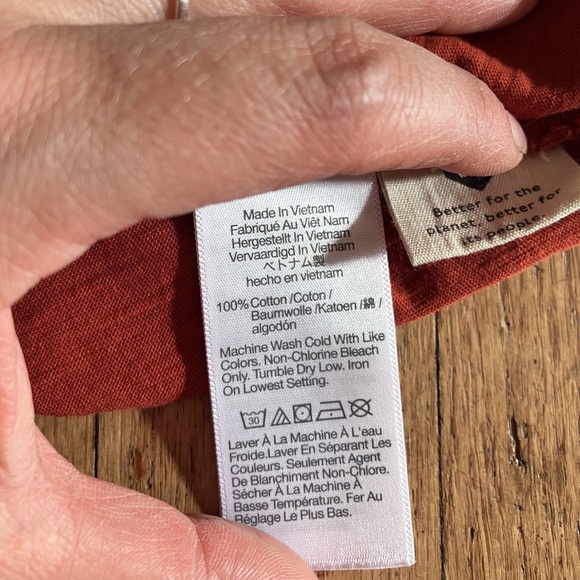 Made In Vietnam
Fabriqué Au Viêt Nam
Hergestellt In Vietnam
Vervaardigd In Vietnam
ベトナム製
hecho en vietnam
100% Cotton /Coton /
Baumwolle /Katoen /綿 /
algodón
Machine Wash Cold With Like
Colors. Non-Chlorine Bleach
Only. Tumble Dry Low. Iron
On Lowest Setting.
30
Laver À La Machine À L'eau
Froide.Laver En Séparant Les
Couleurs. Seulement Agent
De Blanchiment Non-Chlore.
Sécher À La Machine À
Basse Température. Fer Au
Réglage Le Plus Bas.
Better for the
planet, better for
its people.